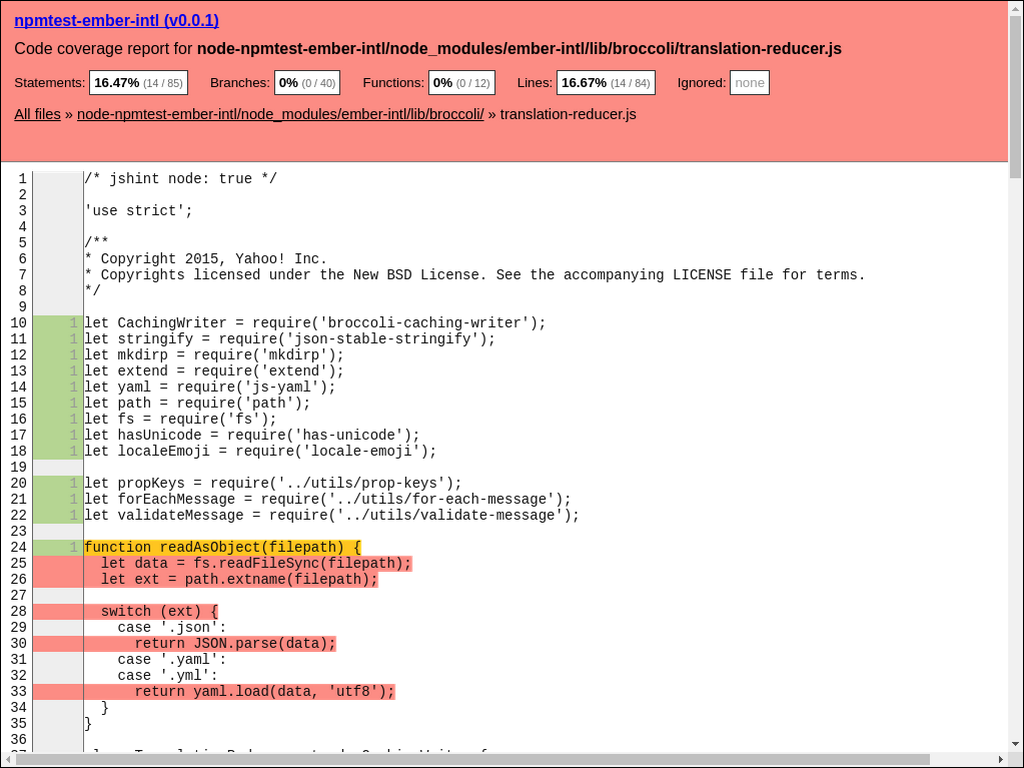 npmtest-ember-intl (v0.0.1)
Code coverage report for node-npmtest-ember-intl/node_modules/ember-intl/lib/broccoli/translation-reducer.js
Statements: 16.47% (14 / 85) Branches: 0% (0 / 40) Functions: 0% (0 / 12) Lines: 16.67% (14 / 84) Ignored: none
All files » node-npmtest-ember-intl/node_modules/ember-intl/lib/broccoli/ » translation-reducer.js
1 /* jshint node: true */
2
3 'use strict';
4
5 /**
6 * Copyright 2015, Yahoo! Inc.
7 * Copyrights licensed under the New BSD License. See the accompanying LICENSE file for terms.
8 */
9
10 1 let CachingWriter = require('broccoli-caching-writer');
11 1 let stringify = require('json-stable-stringify');
12 1 let mkdirp = require('mkdirp');
13 1 let extend = require('extend');
14 1 let yaml = require('js-yaml');
15 1 let path = require('path');
16 1 let fs = require('fs');
17 1 let hasUnicode = require('has-unicode');
18 1 let localeEmoji = require('locale-emoji');
19
20 1 let propKeys = require('../utils/prop-keys');
21 1 let forEachMessage = require('../utils/for-each-message');
22 1 let validateMessage = require('../utils/validate-message');
23
24 1 function readAsObject(filepath) {
25 let data = fs.readFileSync(filepath);
26 let ext = path.extname(filepath);
27
28 switch (ext) {
29 case '.json':
30 return JSON.parse(data);
31 case '.yaml':
32 case '.yml':
33 return yaml.load(data, 'utf8');
34 }
35 }
36